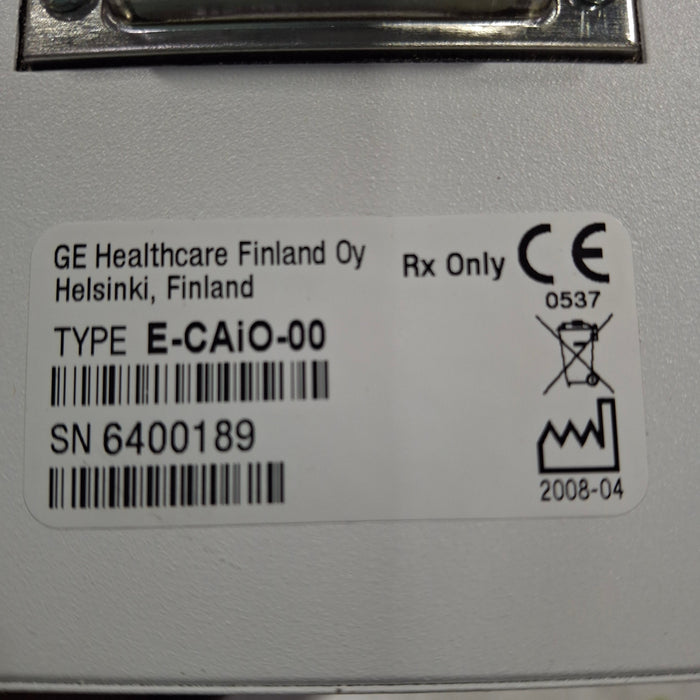 GE Healthcare Finland Oy
Helsinki, Finland
Rx Only
CE
0537
TYPE E-CAiO-00
SN 6400189
2008-04